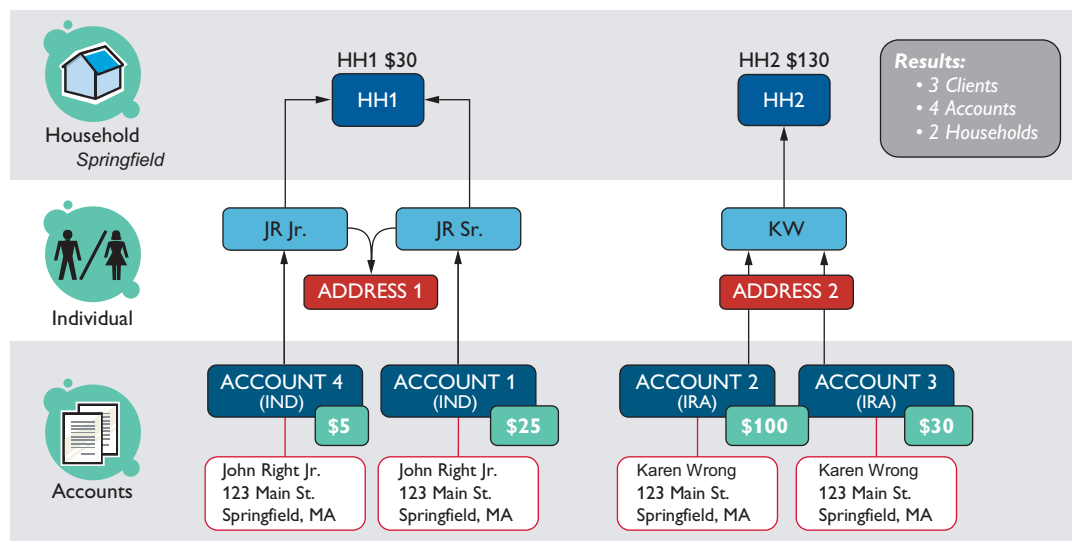 HH1 $30
HH2 $130
HH1
HH2
Results:
• 3 Clients
• 4 Accounts
• 2 Households
Household
Springfield
JR Jr.
JR Sr.
KW
ADDRESS 1
ADDRESS 2
Individual
ACCOUNT 4
(IND)
$5
ACCOUNT 1
(IND)
$25
ACCOUNT 2
(IRA)
$100
ACCOUNT 3
(IRA)
$30
Accounts
John Right Jr.
123 Main St.
Springfield, MA
John Right Jr.
123 Main St.
Springfield, MA
Karen Wrong
123 Main St.
Springfield, MA
Karen Wrong
123 Main St.
Springfield, MA